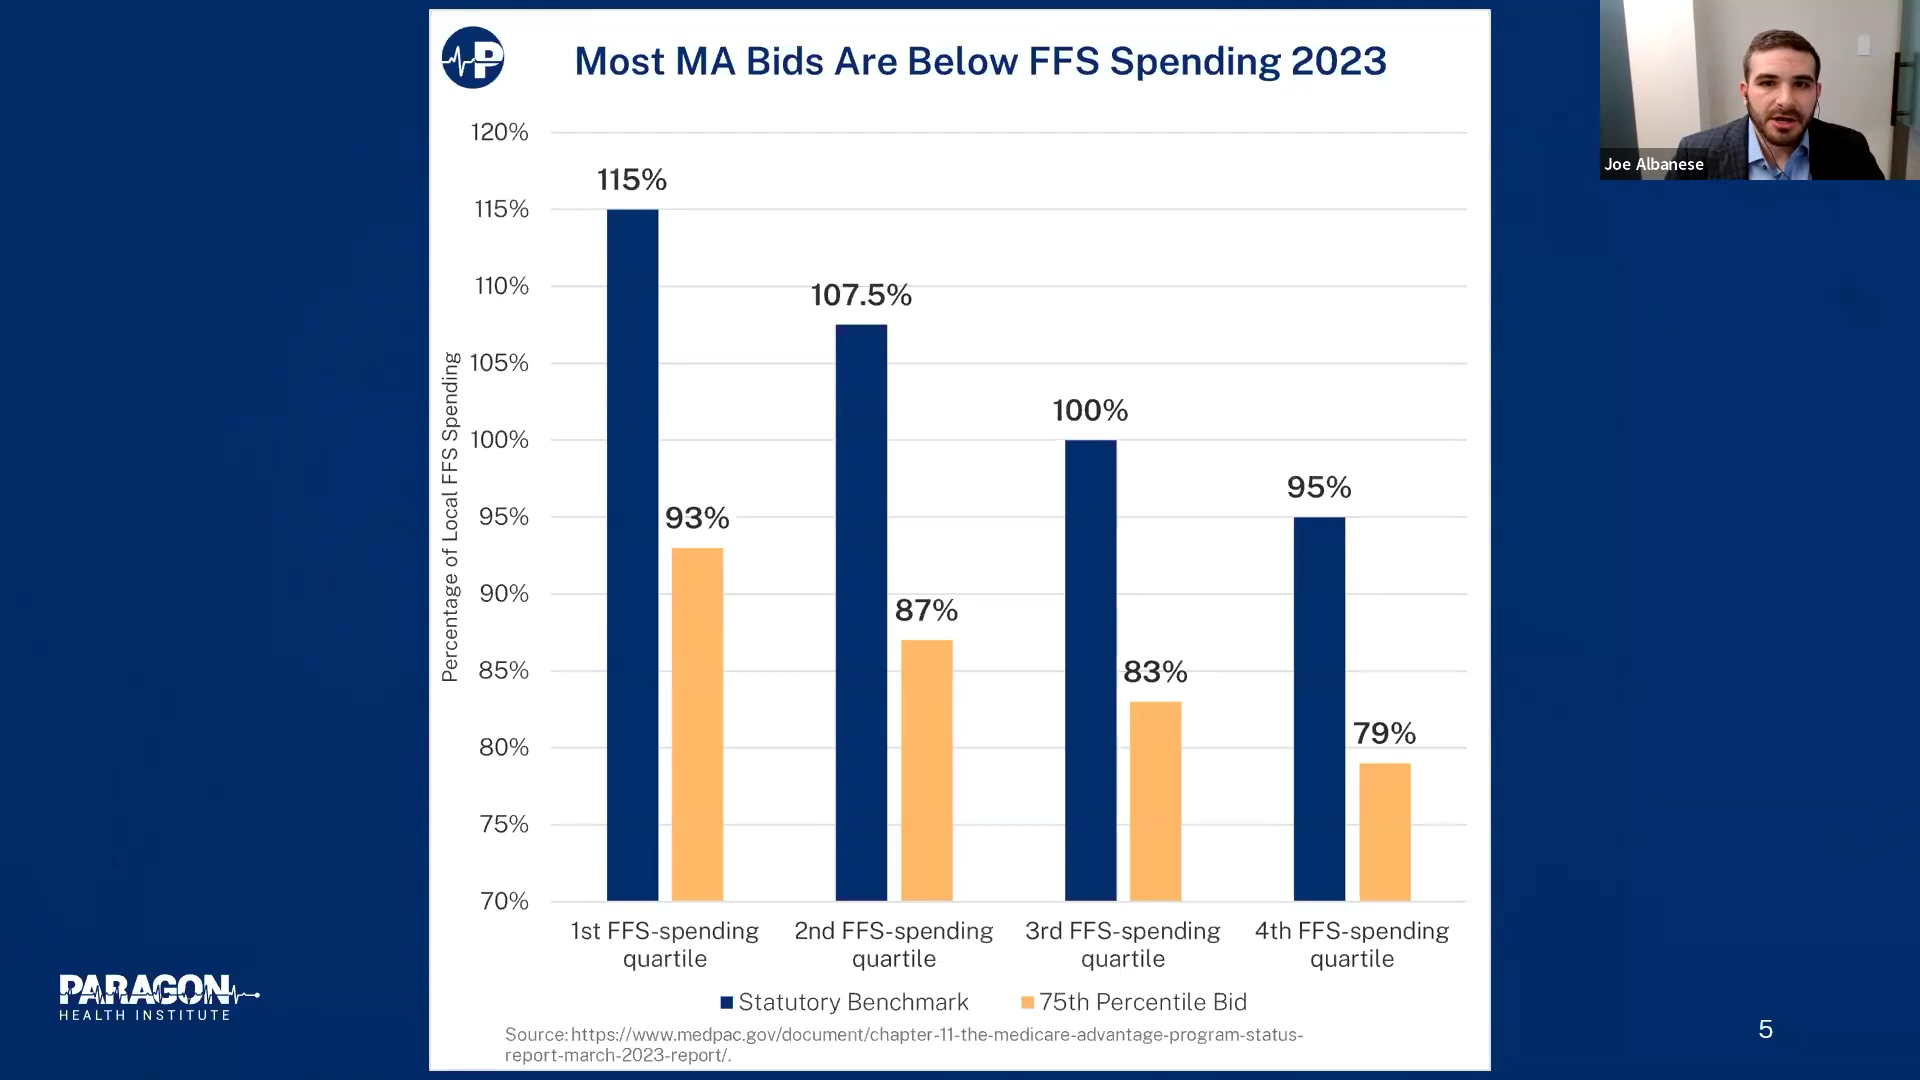 P
Most MA Bids Are Below FFS Spending 2023
Joe Albanese
Percentage of Local FFS Spending
120%
115%
110%
105%
100%
95%
90%
85%
80%
75%
70%
115%
93%
107.5%
87%
100%
83%
95%
79%
1st FFS-spending
quartile
2nd FFS-spending
quartile
3rd FFS-spending
quartile
4th FFS-spending
quartile
Statutory Benchmark
75th Percentile Bid
Source: https://www.medpac.gov/document/chapter-11-the-medicare-advantage-program-status-
report-march-2023-report/.
PARAGON
HEALTH INSTITUTE
5